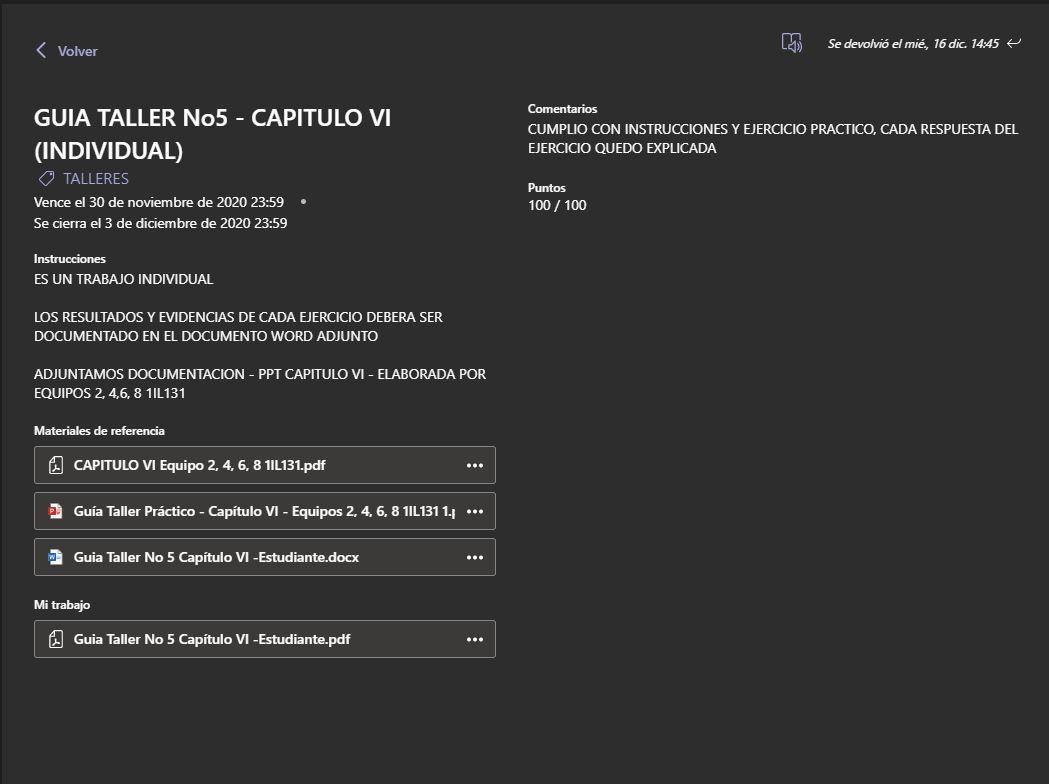 Volver
Se devolvió el mié., 16 dic. 14:45
GUIA TALLER No5 - CAPITULO VI
(INDIVIDUAL)
TALLERES
Vence el 30 de noviembre de 2020 23:59
Se cierra el 3 de diciembre de 2020 23:59
Instrucciones
ES UN TRABAJO INDIVIDUAL
LOS RESULTADOS Y EVIDENCIAS DE CADA EJERCICIO DEBERA SER
DOCUMENTADO EN EL DOCUMENTO WORD ADJUNTO
ADJUNTAMOS DOCUMENTACION - PPT CAPITULO VI - ELABORADA POR
EQUIPOS 2, 4,6, 8 1IL131
Materiales de referencia
CAPITULO VI Equipo 2, 4, 6, 8 1IL131.pdf
Guía Taller Práctico - Capítulo VI - Equipos 2, 4, 6, 8 1IL131 1.p
Guia Taller No 5 Capítulo VI -Estudiante.docx
Mi trabajo
Guia Taller No 5 Capítulo VI -Estudiante.pdf
Comentarios
CUMPLIO CON INSTRUCCIONES Y EJERCICIO PRACTICO, CADA RESPUESTA DEL
EJERCICIO QUEDO EXPLICADA
Puntos
100 / 100